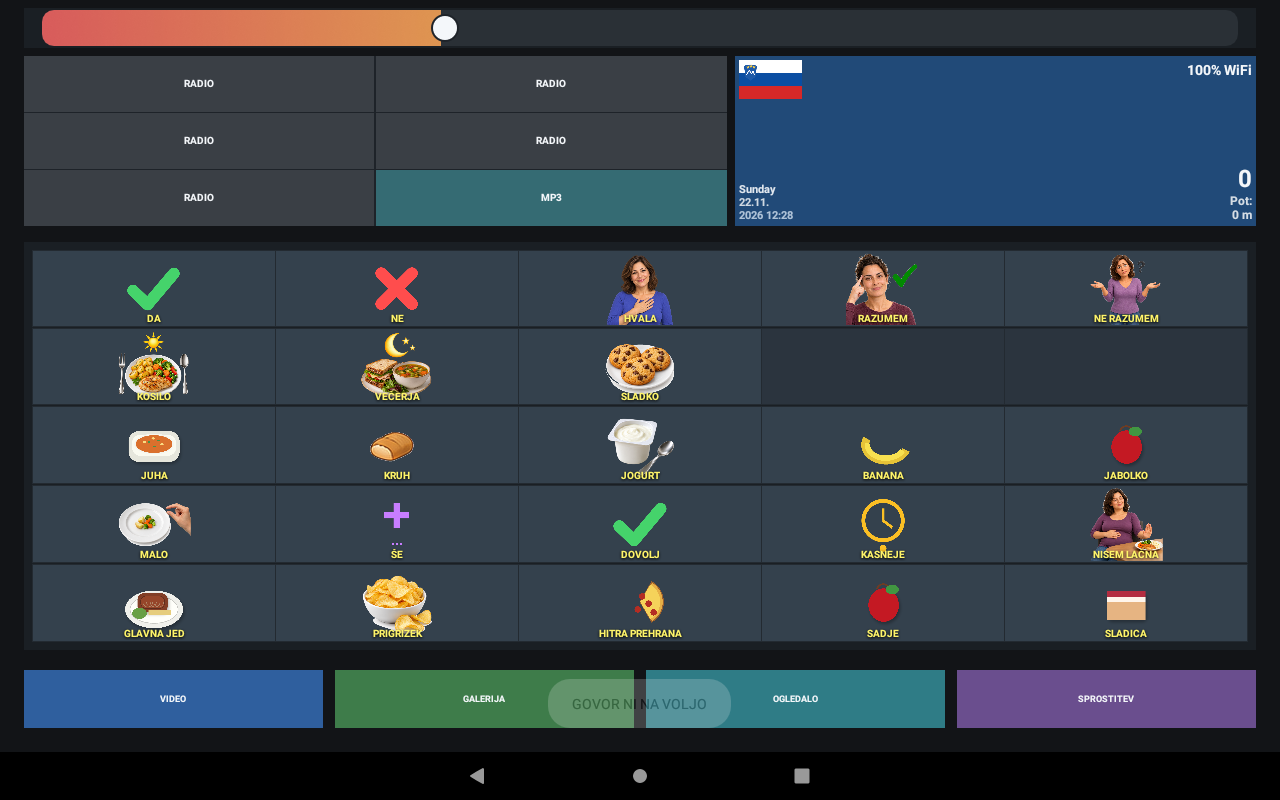 RADIO
RADIO
RADIO
RADIO
RADIO
MP3
100% WiFi
0
Sunday
22.11.
2026 12:28
Pot:
0 m
DA
NE
HVALA
RAZUMEM
NE RAZUMEM
KOSILO
VEČERJA
SLADKO
JUHA
KRUH
JOGURT
BANANA
JABOLKO
MALO
...
ŠE
DOVOLJ
KASNEJE
NISEM LAČNA
GLAVNA JED
PRIGRIZEK
HITRA PREHRANA
SADJE
SLADICA
VIDEO
GALERIJA
OGLEDALO
SPROSTITEV
GOVOR NI NA VOLJO